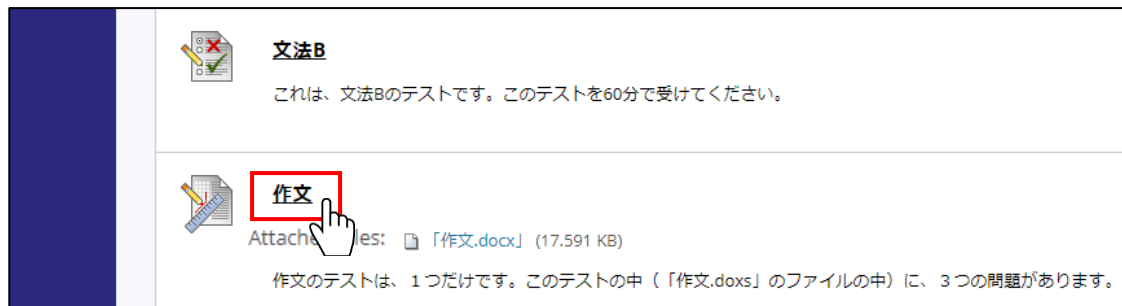 文法B
これは、文法Bのテストです。このテストを60分で受けてください。
作文
Attache les: 「作文.docx」 (17.591 KB)
作文のテストは、１つだけです。このテストの中（「作文.doxs」のファイルの中）に、３つの問題があります。